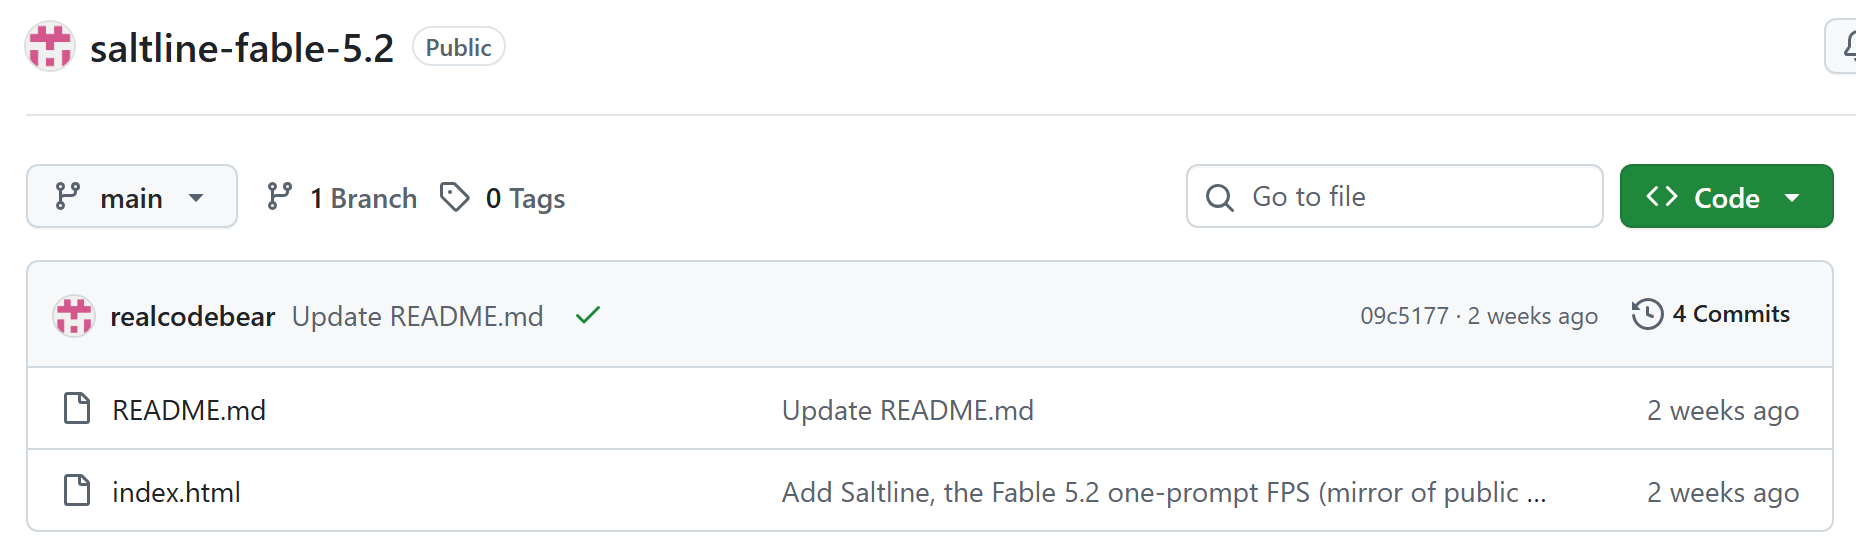 saltline-fable-5.2 Public
main 1 Branch 0 Tags Go to file Code
realcodebear Update README.md 09c5177 · 2 weeks ago 4 Commits
README.md Update README.md 2 weeks ago
index.html Add Saltline, the Fable 5.2 one-prompt FPS (mirror of public ... 2 weeks ago